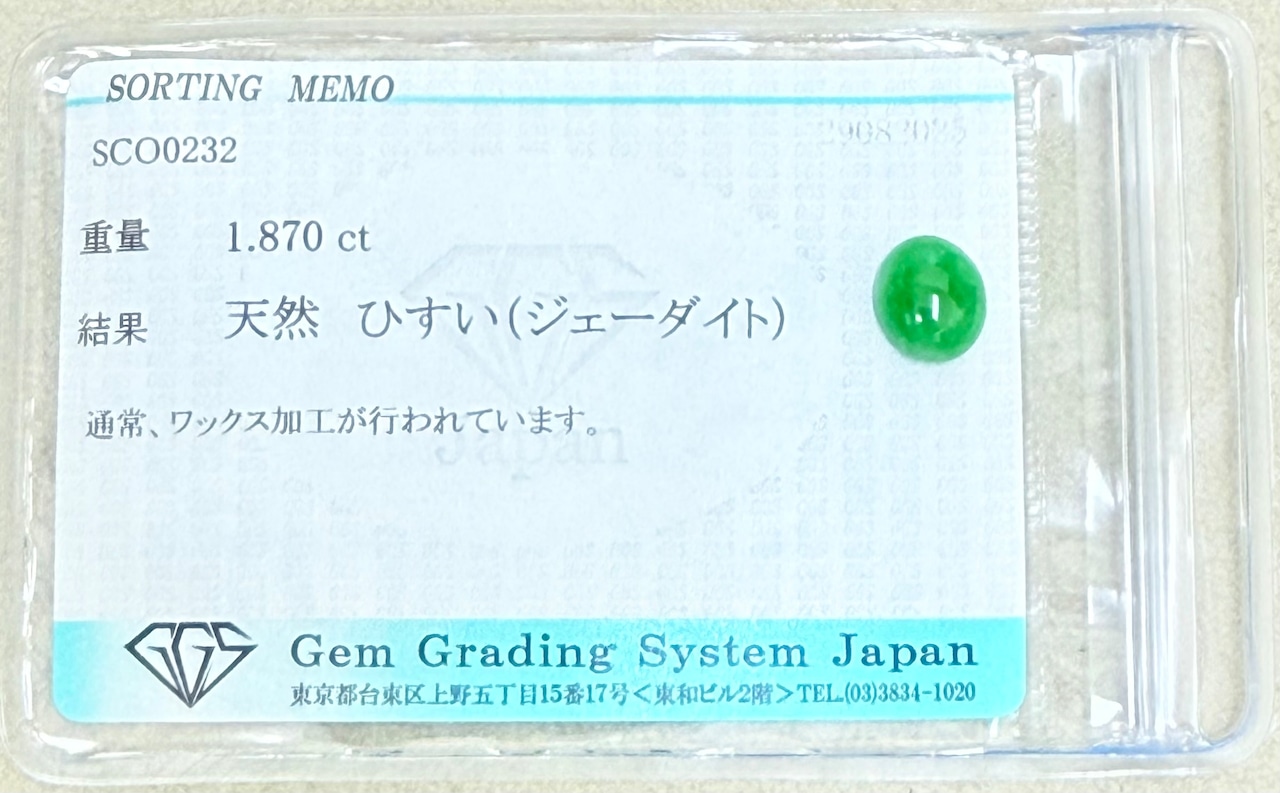 SORTING MEMO
SCO0232
重量 1.870 ct
結果 天然 ひすい(ジェーダイト)
通常、ワックス加工が行われています。
Japan
GGS
Gem Grading System Japan
東京都台東区上野五丁目15番17号<東和ビル2階>TEL.(03)3834-1020